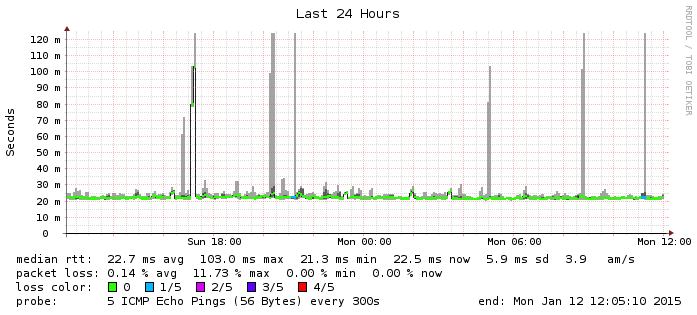 Last 24 Hours
RRDTOOL / TOBI OETIKER
Seconds
120 m
110 m
100 m
90 m
80 m
70 m
60 m
50 m
40 m
30 m
20 m
10 m
0
Sun 18:00 Mon 00:00 Mon 06:00 Mon 12:00
median rtt: 22.7 ms avg 103.0 ms max 21.3 ms min 22.5 ms now 5.9 ms sd 3.9 am/s
packet loss: 0.14 % avg 11.73 % max 0.00 % min 0.00 % now
loss color: 0 1/5 2/5 3/5 4/5
probe: 5 ICMP Echo Pings (56 Bytes) every 300s end: Mon Jan 12 12:05:10 2015